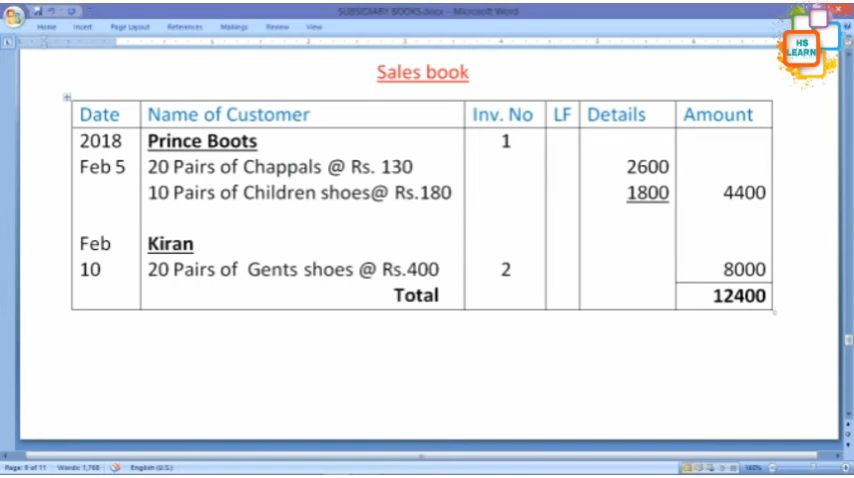 SUBSIDIARY BOOKS.docx - Microsoft Word
Home Insert Page Layout References Mailings Review View
HS
LEARN
Sales book
Date Name of Customer Inv. No LF Details Amount
2018 Prince Boots 1
Feb 5 20 Pairs of Chappals @ Rs. 130 2600
10 Pairs of Children shoes@ Rs.180 1800 4400
Feb Kiran
10 20 Pairs of Gents shoes @ Rs.400 2 8000
Total 12400
Page: 9 of 11 Words: 1,768 English (U.S.)